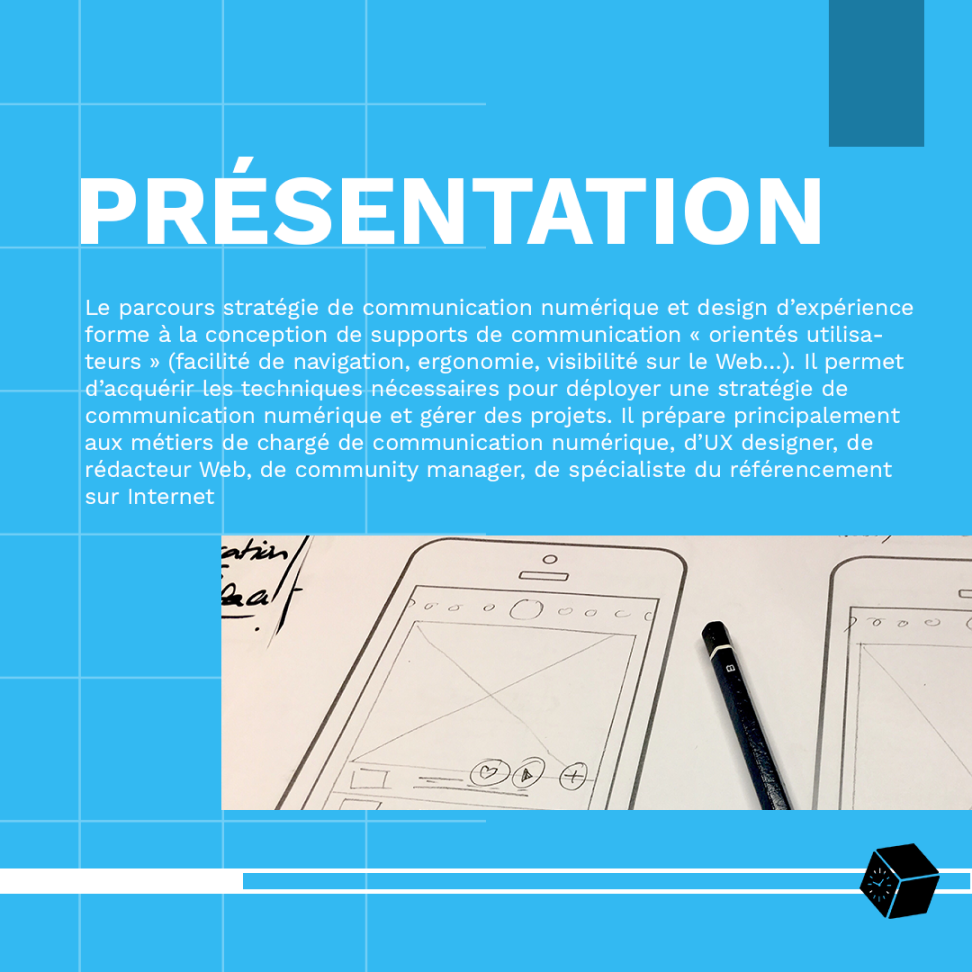 PRÉSENTATION
Le parcours stratégie de communication numérique et design d’expérience
forme à la conception de supports de communication « orientés utilisa-
teurs » (facilité de navigation, ergonomie, visibilité sur le Web...). Il permet
d’acquérir les techniques nécessaires pour déployer une stratégie de
communication numérique et gérer des projets. Il prépare principalement
aux métiers de chargé de communication numérique, d’UX designer, de
rédacteur Web, de community manager, de spécialiste du référencement
sur Internet
B